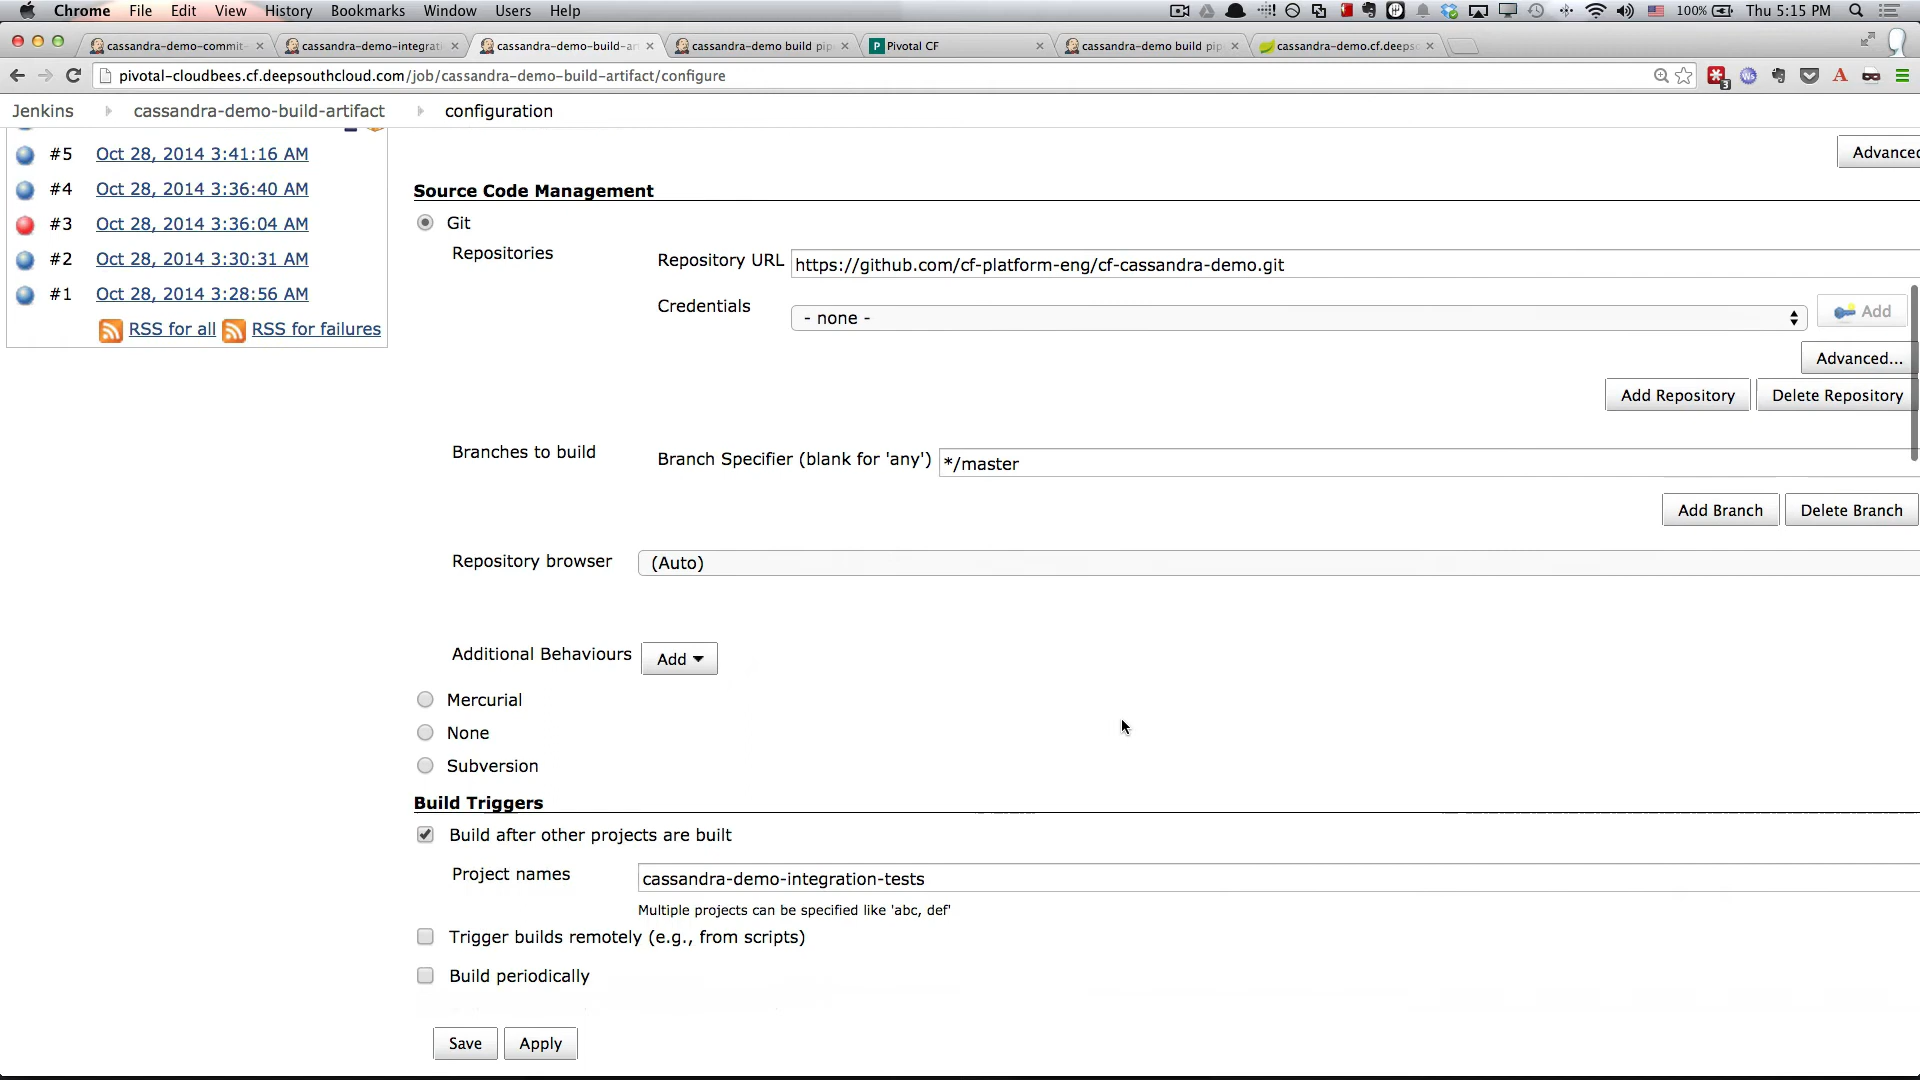 Chrome File Edit View History Bookmarks Window Users Help 100% Thu 5:15 PM
cassandra-demo-commit- cassandra-demo-integrat cassandra-demo-build-ar cassandra-demo build pip Pivotal CF cassandra-demo build pip cassandra-demo.cf.deeps
pivotal-cloudbees.cf.deepsouthcloud.com/job/cassandra-demo-build-artifact/configure
Jenkins cassandra-demo-build-artifact configuration
#5 Oct 28, 2014 3:41:16 AM
#4 Oct 28, 2014 3:36:40 AM
#3 Oct 28, 2014 3:36:04 AM
#2 Oct 28, 2014 3:30:31 AM
#1 Oct 28, 2014 3:28:56 AM
RSS for all RSS for failures
Advanced
Source Code Management
Git
Repositories
Repository URL https://github.com/cf-platform-eng/cf-cassandra-demo.git
Credentials
- none -
Add
Advanced...
Add Repository Delete Repository
Branches to build
Branch Specifier (blank for 'any') */master
Add Branch Delete Branch
Repository browser (Auto)
Additional Behaviours Add
Mercurial
None
Subversion
Build Triggers
Build after other projects are built
Project names cassandra-demo-integration-tests
Multiple projects can be specified like 'abc, def'
Trigger builds remotely (e.g., from scripts)
Build periodically
Save Apply